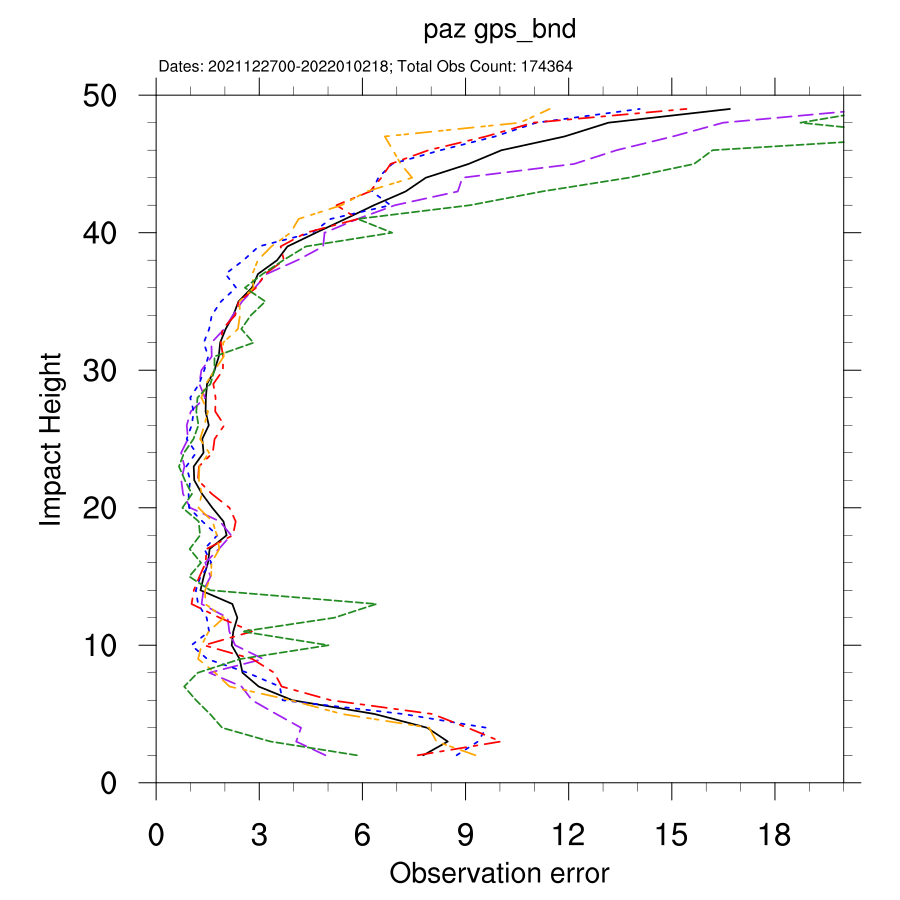 paz gps_bnd
Dates: 2021122700-2022010218; Total Obs Count: 174364
50
40
30
20
10
0
Impact Height
0 3 6 9 12 15 18
Observation error